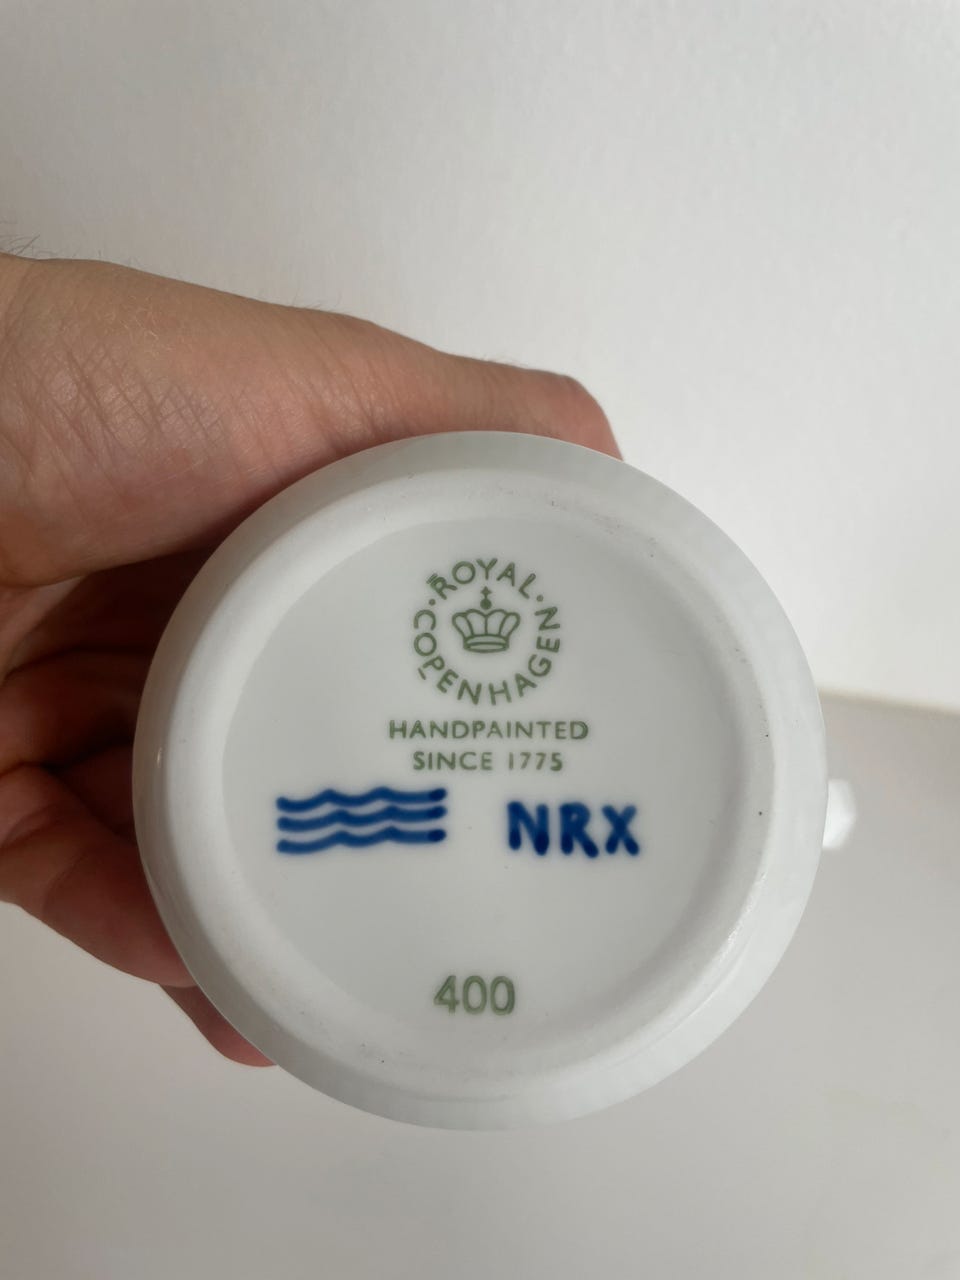 ROYAL
COPENHAGEN
HANDPAINTED
SINCE 1775
NRX
400